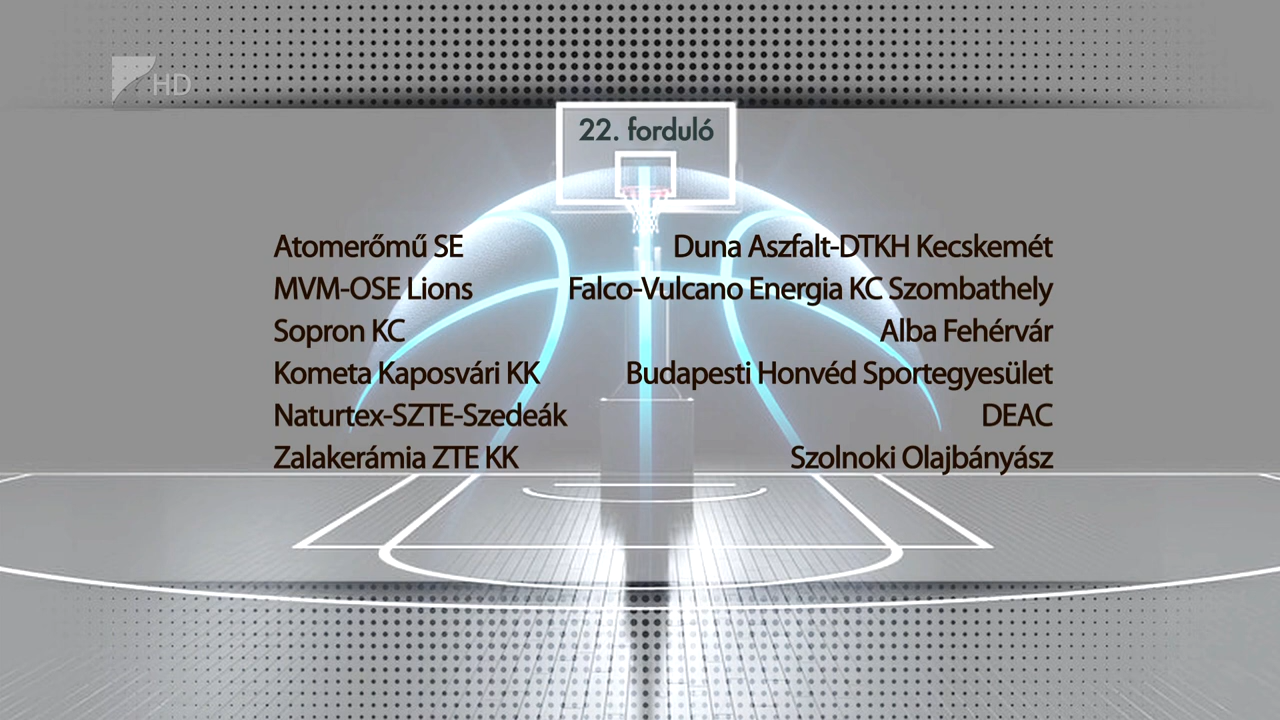 HD
22. forduló
Atomerőmű SE Duna Aszfalt-DTKH Kecskemét
MVM-OSE Lions Falco-Vulcano Energia KC Szombathely
Sopron KC Alba Fehérvár
Kometa Kaposvári KK Budapesti Honvéd Sportegyesület
Naturtex-SZTE-Szedeák DEAC
Zalakerámia ZTE KK Szolnoki Olajbányász